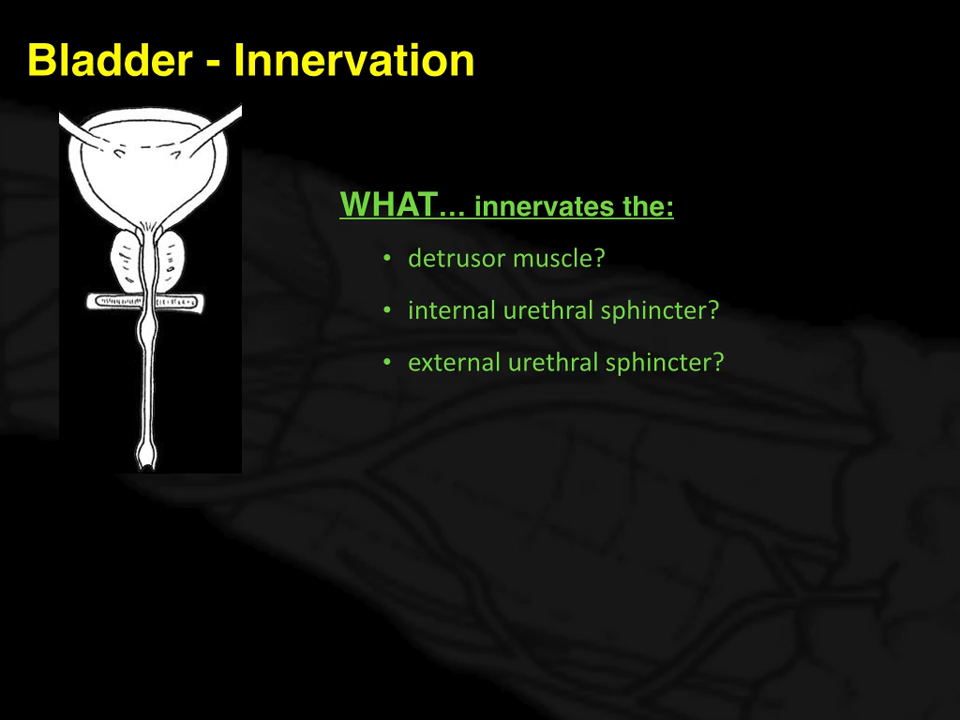 Bladder - Innervation
WHAT... innervates the:
• detrusor muscle?
• internal urethral sphincter?
• external urethral sphincter?